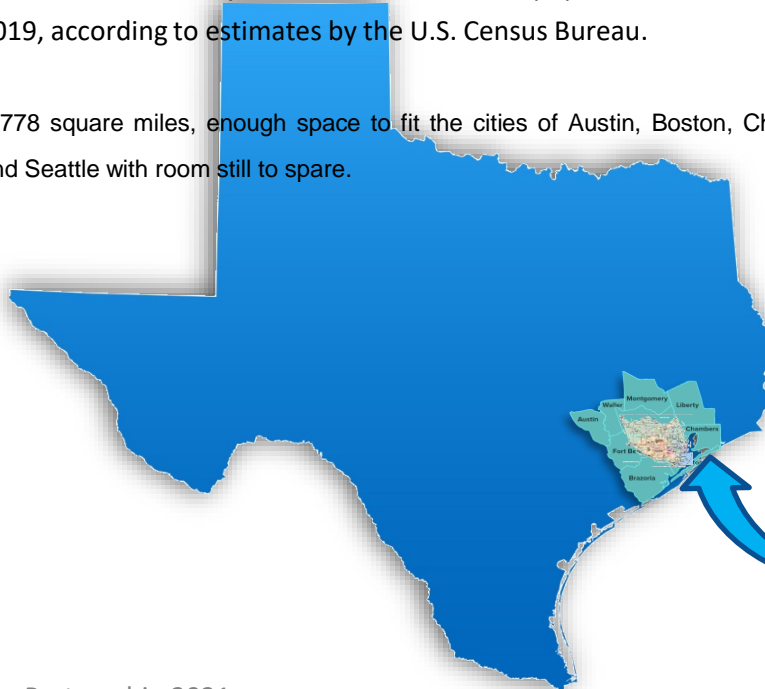 019, according to estimates by the U.S. Census Bureau.
778 square miles, enough space to fit the cities of Austin, Boston, Ch
nd Seattle with room still to spare.
Montgomery
Waller
Liberty
Austin
Chambers
Fort Be
Brazoria
2021